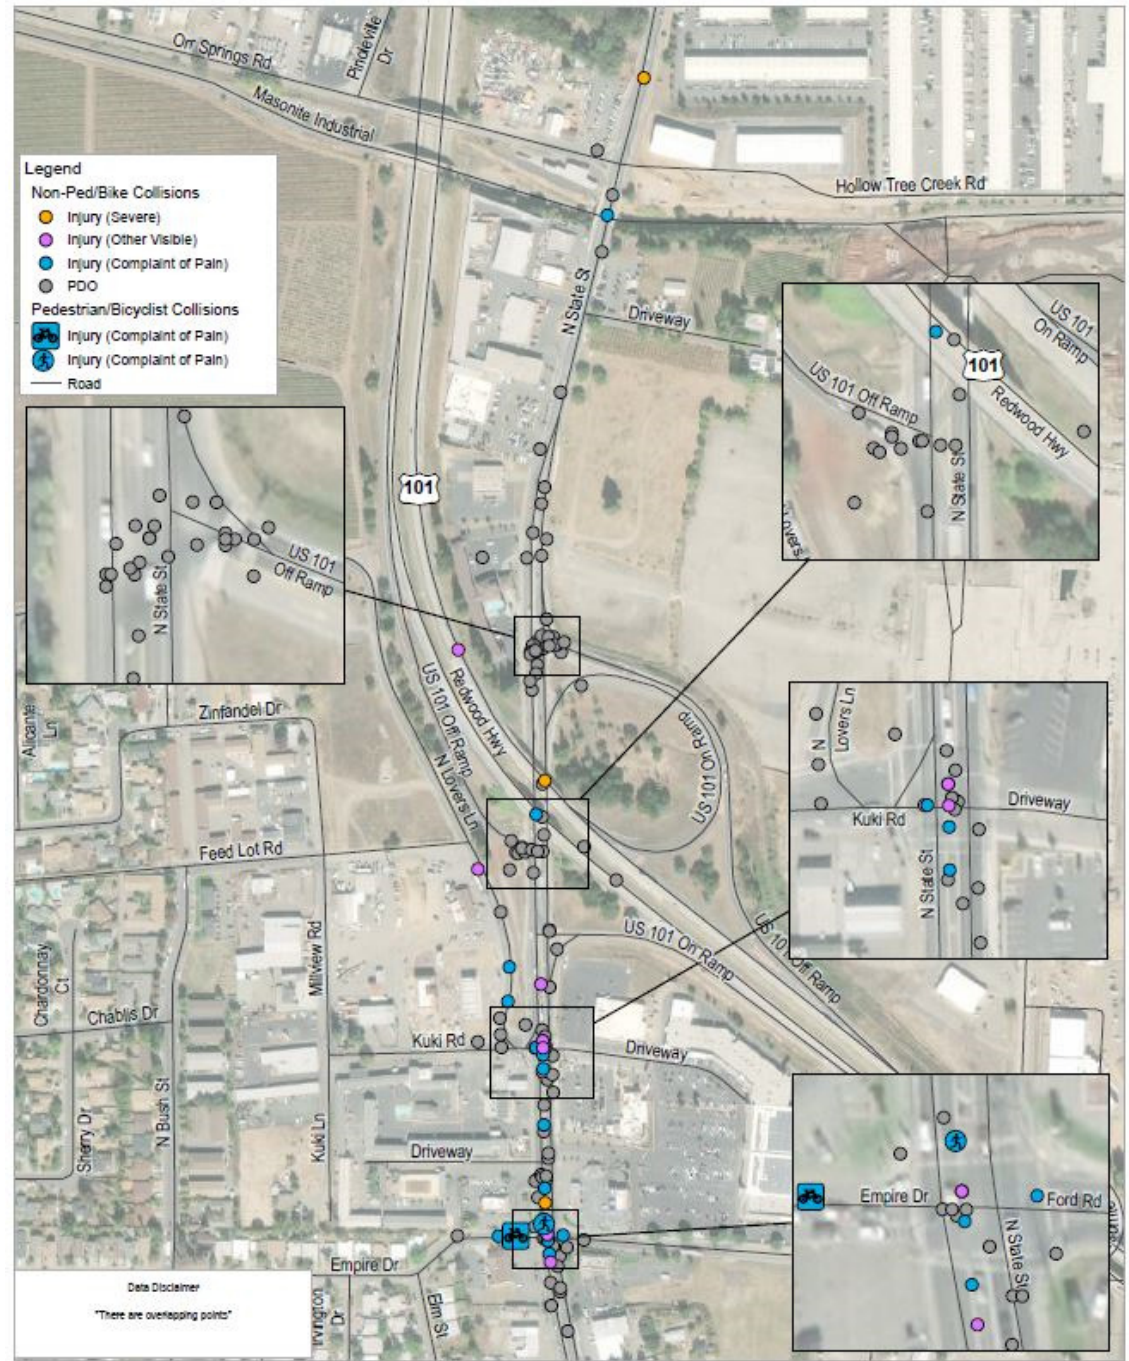 Orr Springs Rd
Pinoleville
Dr
Masonite Industrial
Hollow Tree Creek Rd
Legend
Non-Ped/Bike Collisions
Injury (Severe)
Injury (Other Visible)
Injury (Complaint of Pain)
PDO
Pedestrian/Bicyclist Collisions
Injury (Complaint of Pain)
Injury (Complaint of Pain)
Road
N State St
Driveway
US 101
On Ramp
101
US 101 Off Ramp
Redwood Hwy
N State St
Lovers
101
US 101
Off Ramp
N State St
Alicante
Ln
Zinfandel Dr
US 101 Off Ramp
Redwood Hwy
N Lovers Ln
US 101 On Ramp
Feed Lot Rd
N
Lovers Ln
Kuki Rd
Driveway
N State St
Chardonnay
Ct
Chablis Dr
Millview Rd
US 101 On Ramp
US 101 Off Ramp
Kuki Rd
Driveway
Sherry Dr
N Bush St
Kuki Ln
Driveway
Empire Dr
Ford Rd
N State St
Empire Dr
Irvington
Dr
Elm St
Data Disclaimer
"There are overlapping points"